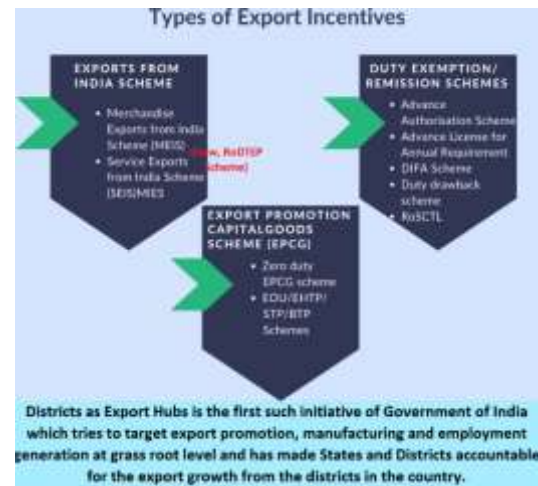 Types of Export Incentives
EXPORTS FROM
INDIA SCHEME
• Merchandise
Exports from India
Scheme (MEIS)
• Service Exports
from India Scheme
(SEIS)MIES
(now, RoDTEP
scheme)
DUTY EXEMPTION/
REMISSION SCHEMES
• Advance
Authorisation Scheme
• Advance License for
Annual Requirement
• DIFA Scheme
• Duty drawback
scheme
• RoSCTL
EXPORT PROMOTION
CAPITALGOODS
SCHEME (EPCG)
• Zero duty
EPCG scheme
• EOU/EHTP/
STP/BTP
Schemes
Districts as Export Hubs is the first such initiative of Government of India
which tries to target export promotion, manufacturing and employment
generation at grass root level and has made States and Districts accountable
for the export growth from the districts in the country.